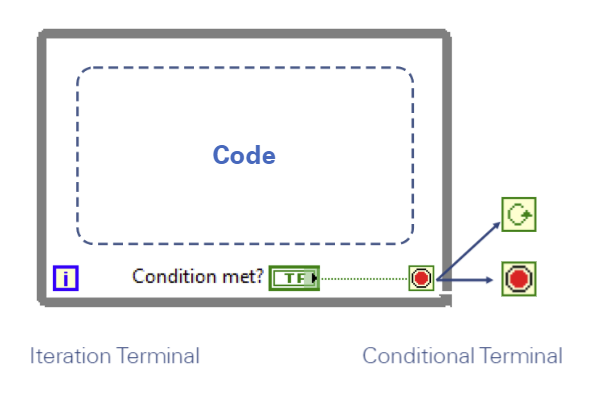 Code
i
Condition met? TF
Iteration Terminal
Conditional Terminal